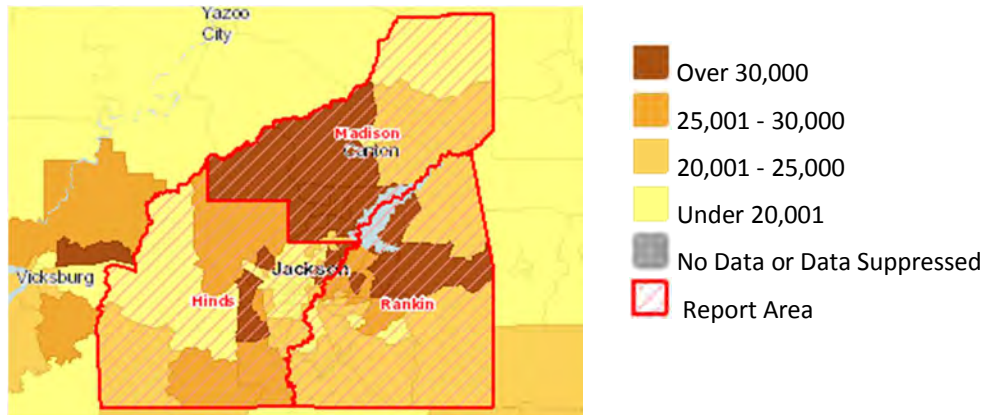 Yazoo
City
Madison
Canton
Jackson
Vicksburg
Hinds
Rankin
Over 30,000
25,001 - 30,000
20,001 - 25,000
Under 20,001
No Data or Data Suppressed
Report Area